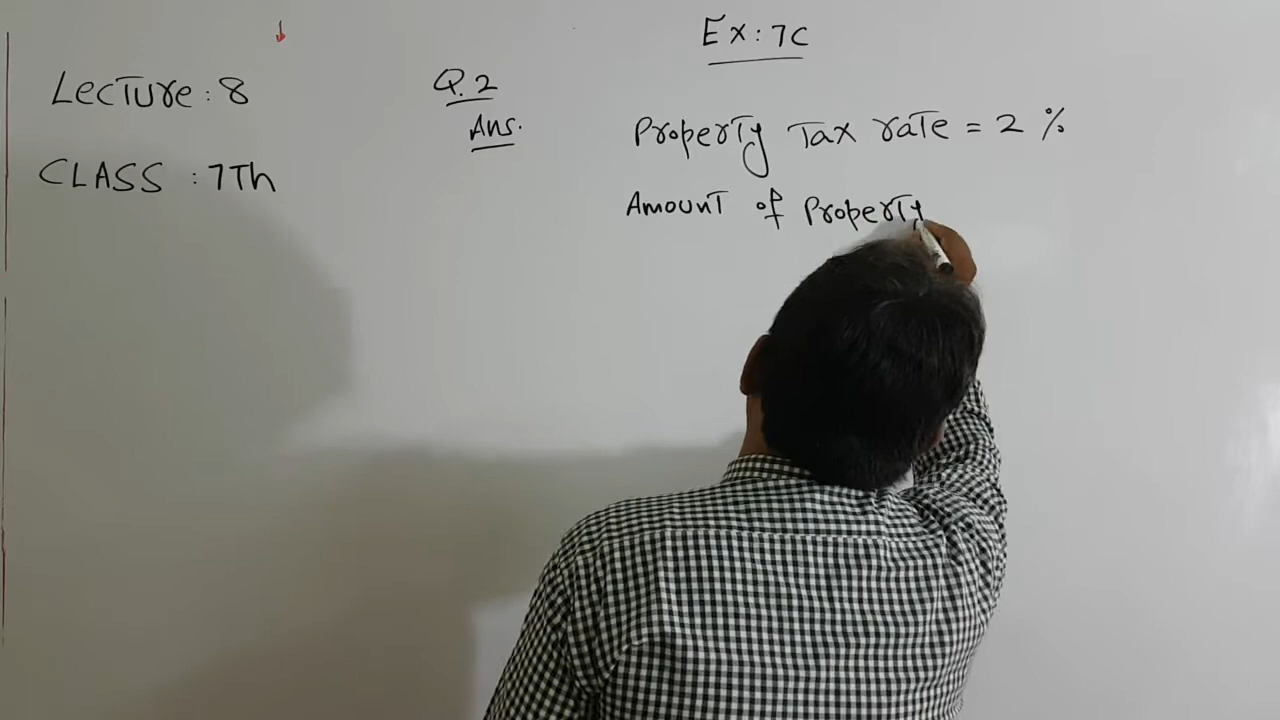 Ex: 7C
Lecture: 8
CLASS : 7Th
Q.2
Ans.
Property Tax rate = 2 %
Amount of Property